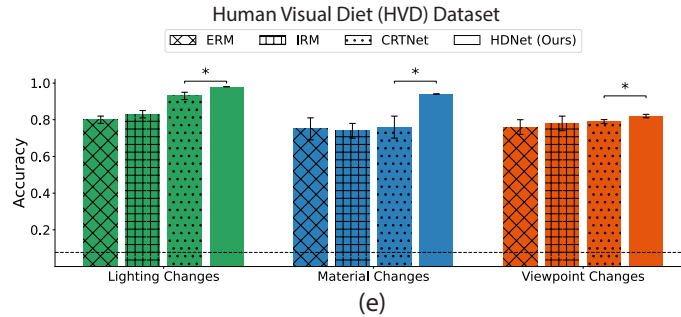 Human Visual Diet (HVD) Dataset
ERM IRM CRTNet HDNet (Ours)
* * *
Accuracy
1.0
0.8
0.6
0.4
0.2
Lighting Changes Material Changes Viewpoint Changes
(e)